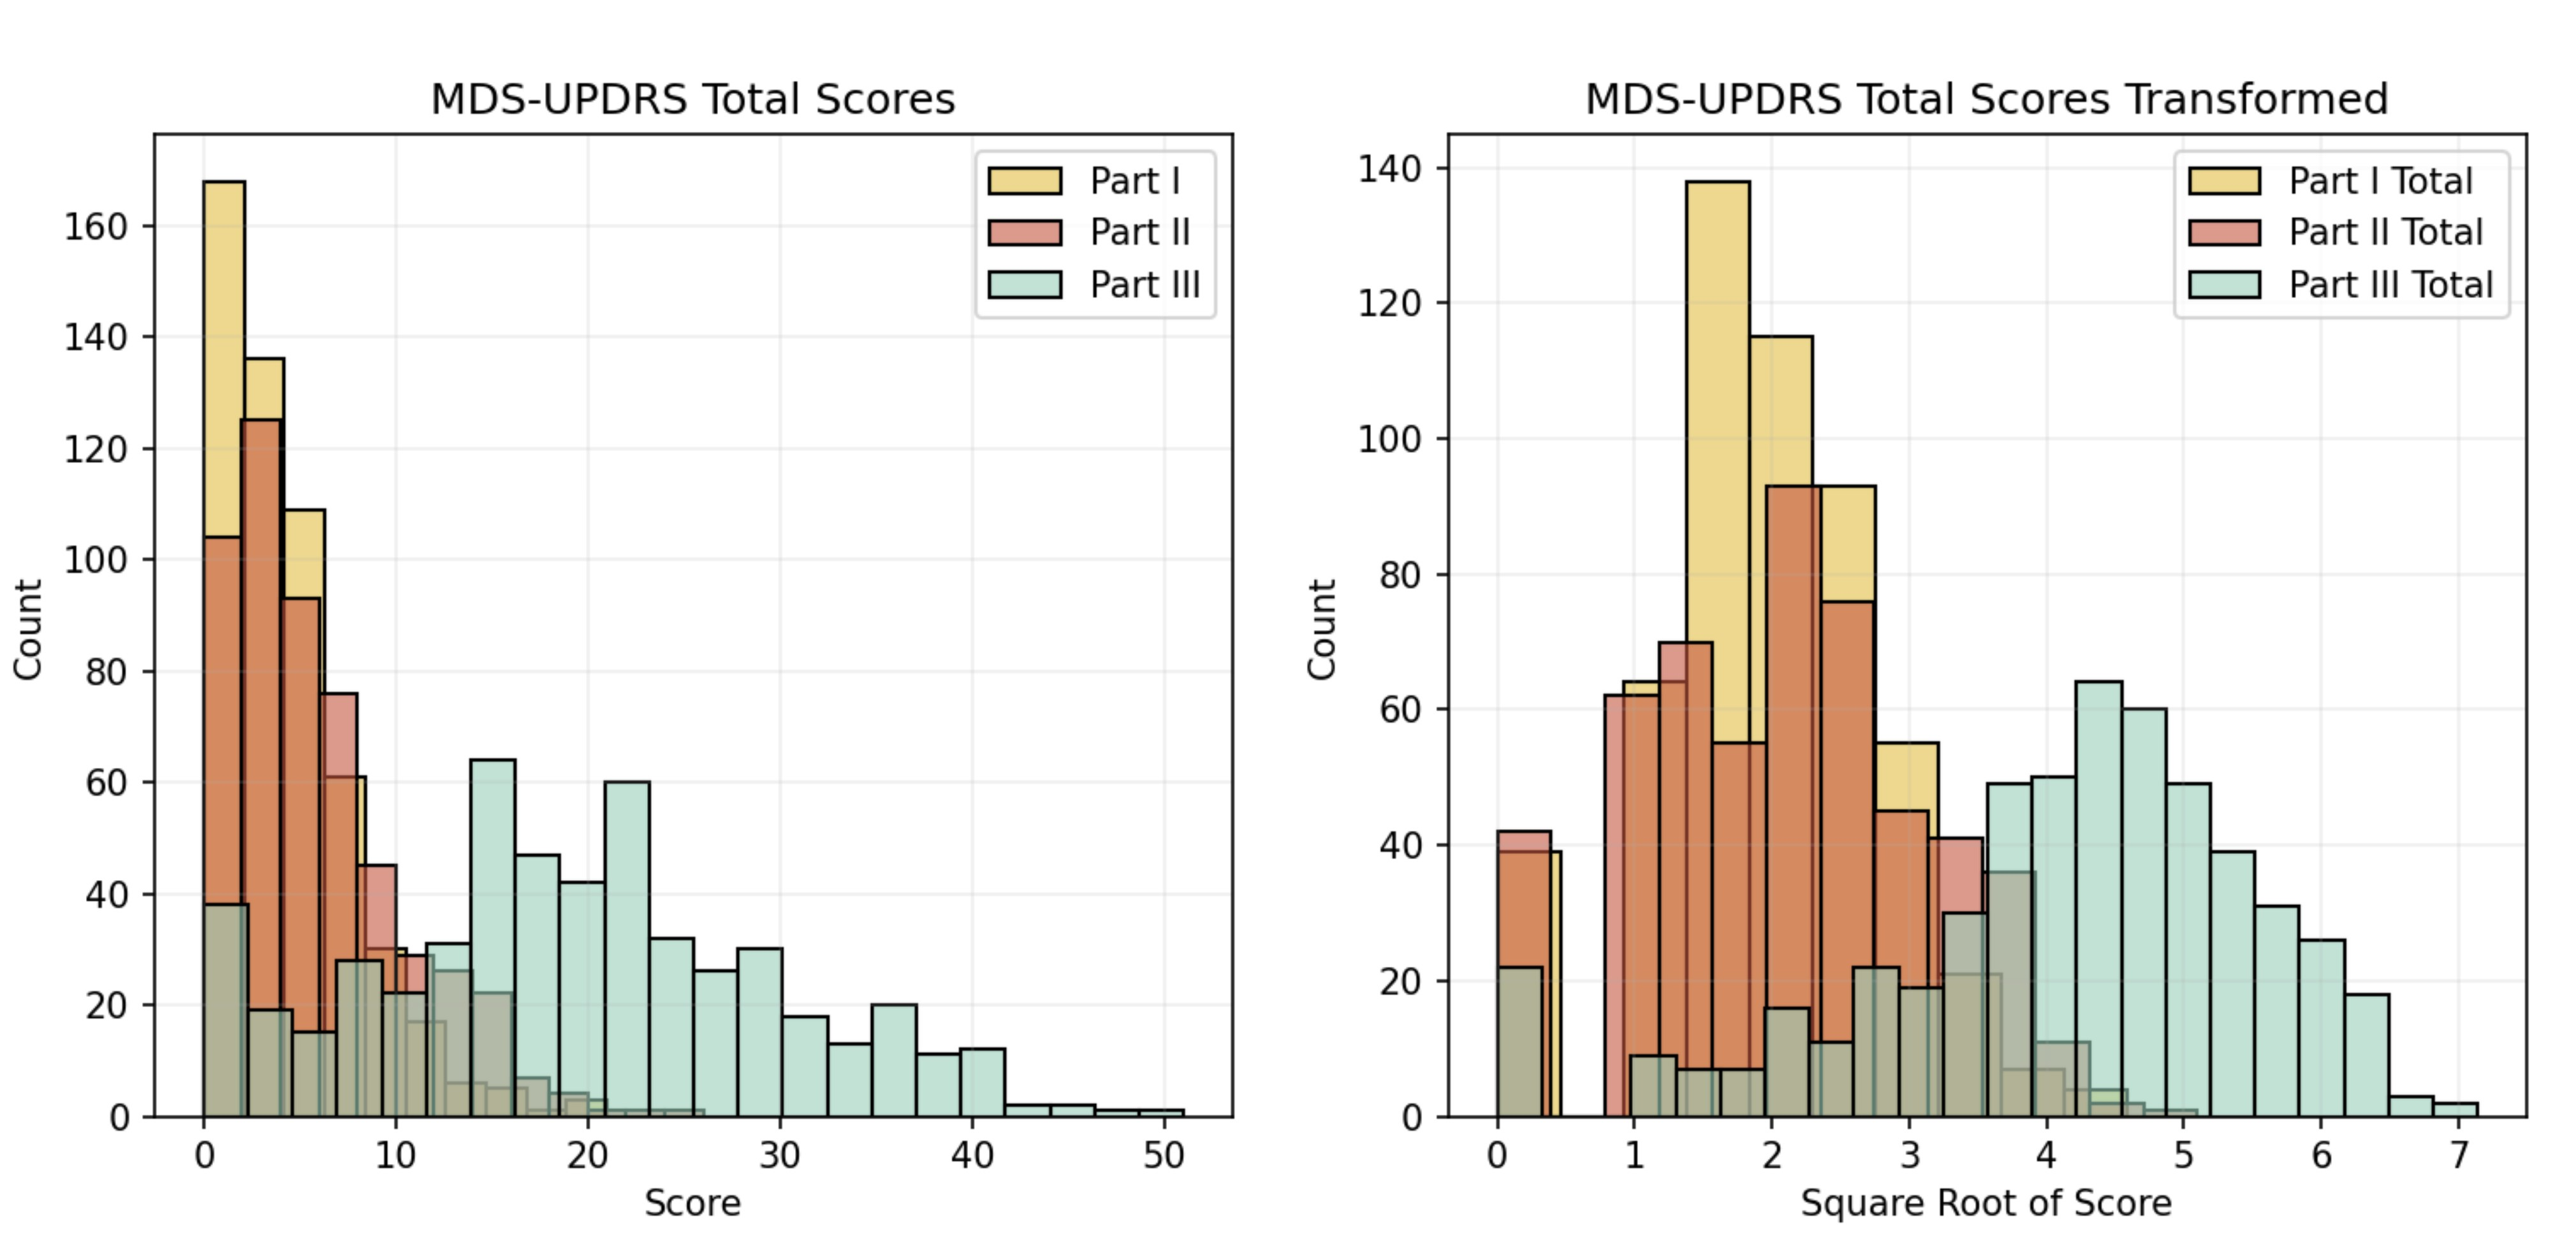 MDS-UPDRS Total Scores
Part I
Part II
Part III
160
140
120
100
80
60
40
20
0
Count
0 10 20 30 40 50
Score
MDS-UPDRS Total Scores Transformed
Part I Total
Part II Total
Part III Total
140
120
100
80
60
40
20
0
Count
0 1 2 3 4 5 6 7
Square Root of Score